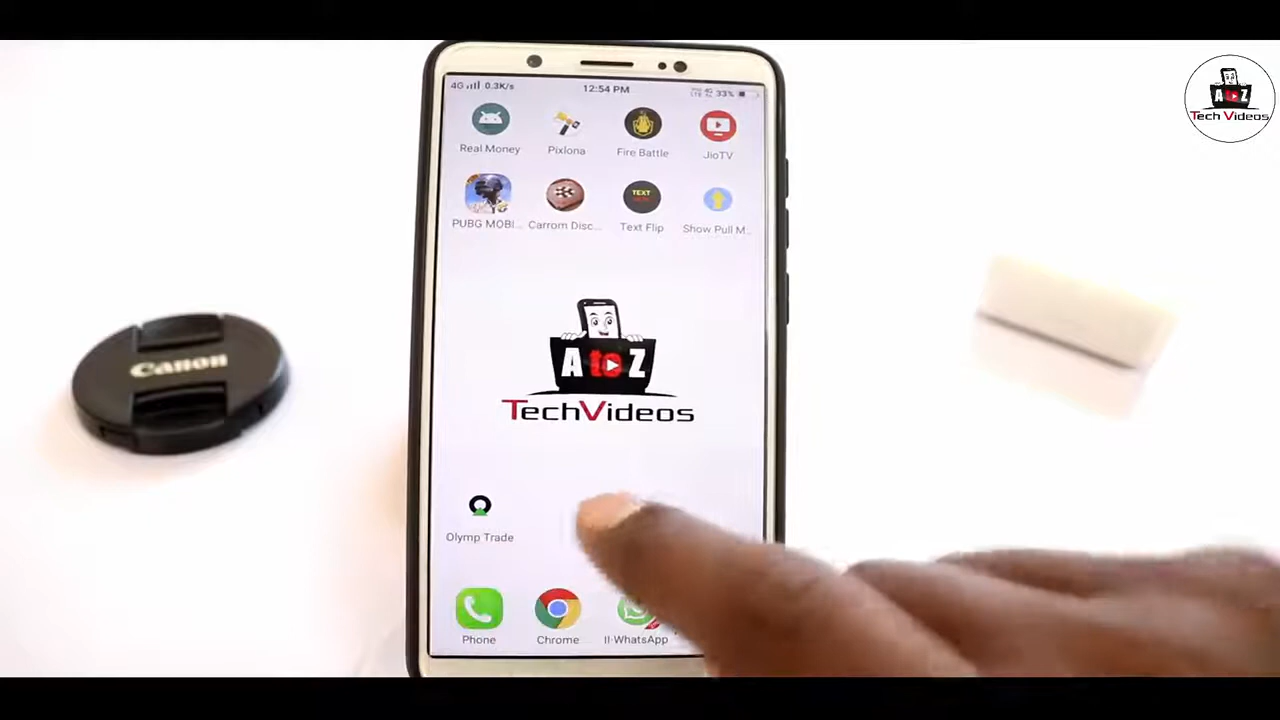 4G 0.3K/s 12:54 PM 33%
Real Money Pixlona Fire Battle JioTV
PUBG MOBI... Carrom Disc... Text Flip Show Pull M..
TEXT
A to Z
TechVideos
Olymp Trade
Phone Chrome II·WhatsApp
Canon
A to Z
Tech Videos